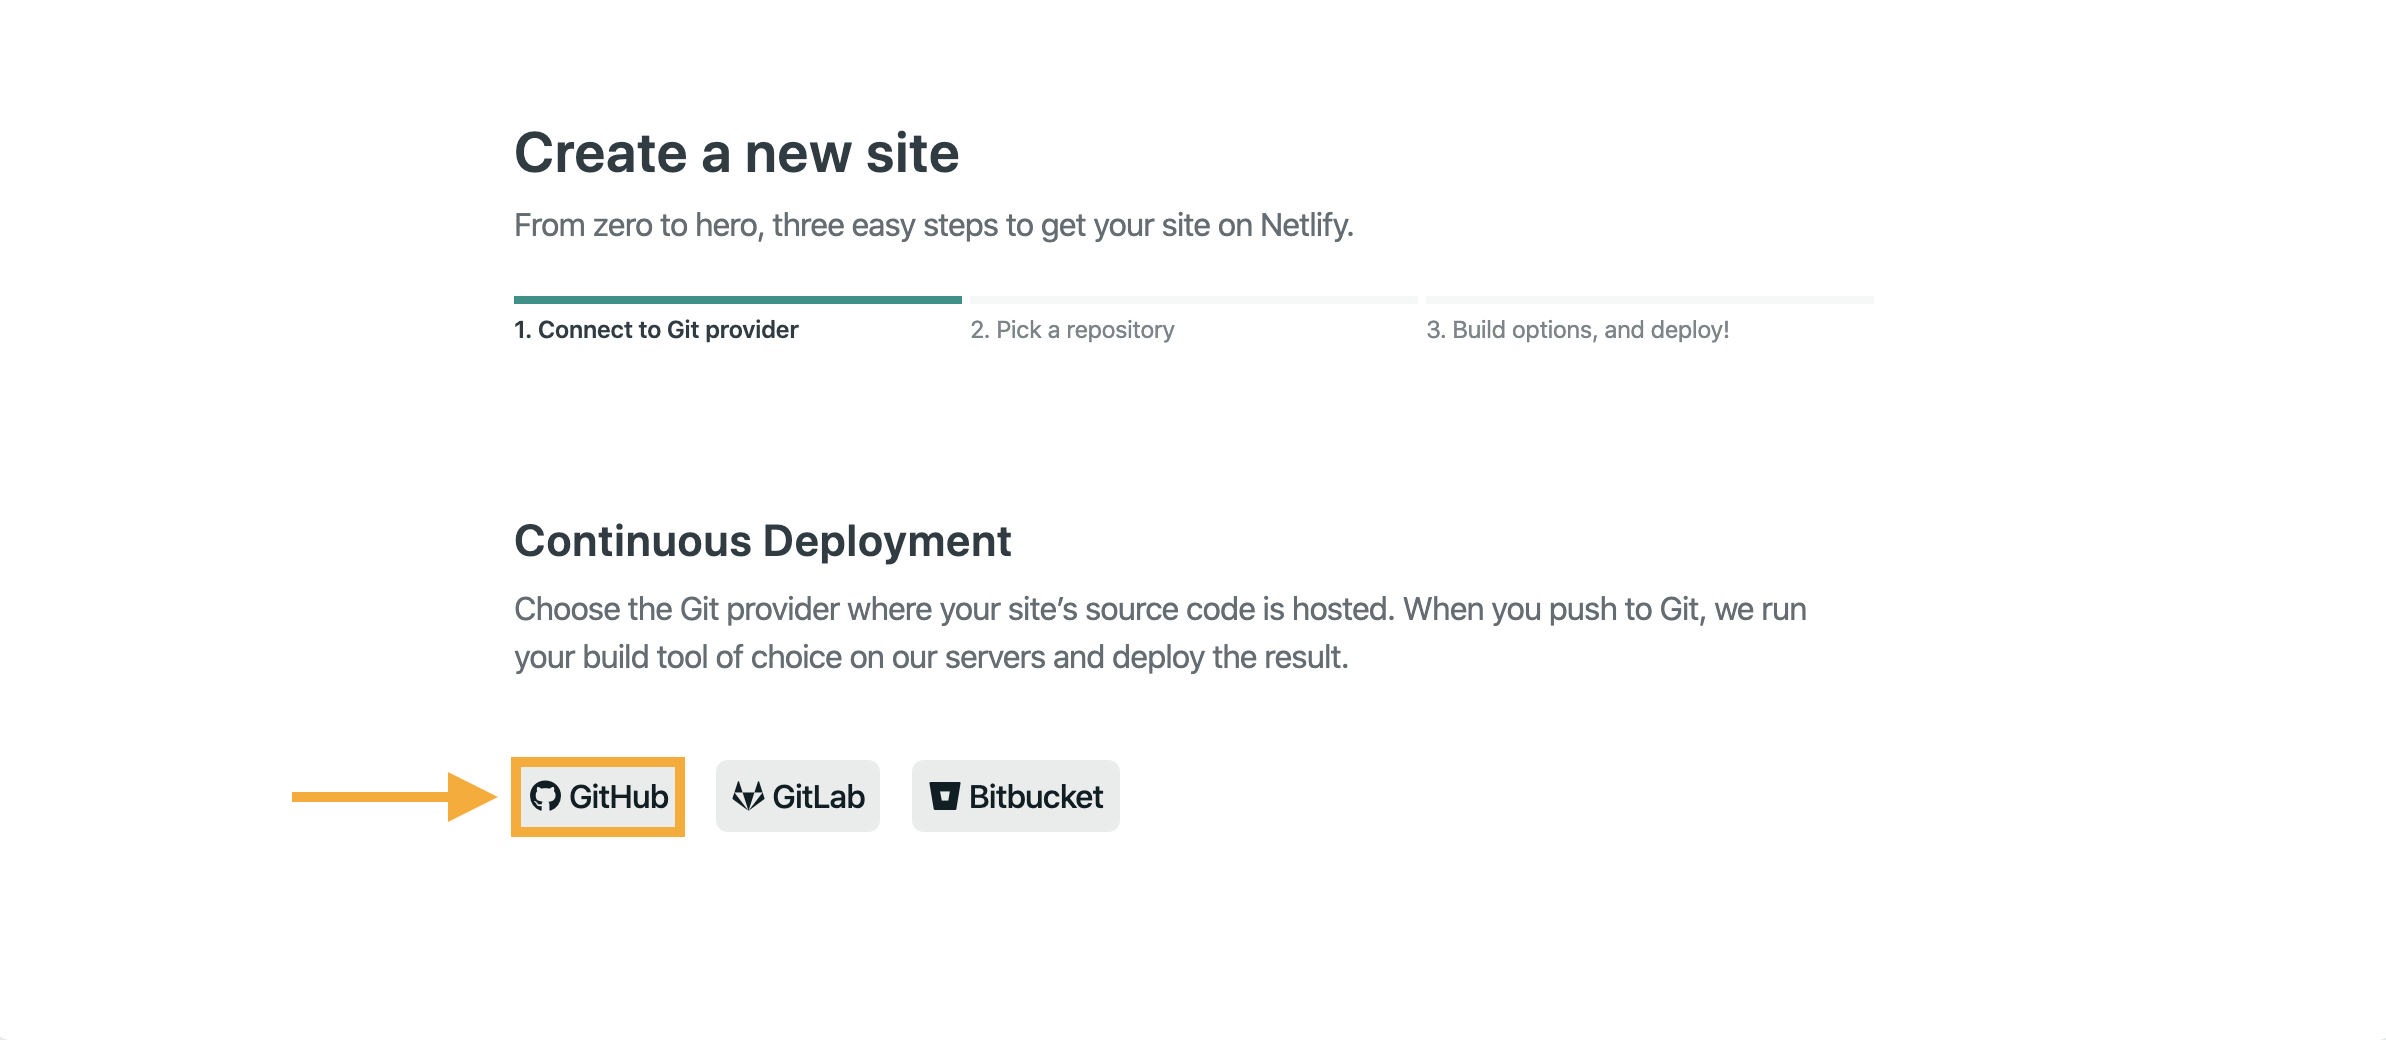 Create a new site
From zero to hero, three easy steps to get your site on Netlify.
1. Connect to Git provider
2. Pick a repository
3. Build options, and deploy!
Continuous Deployment
Choose the Git provider where your site’s source code is hosted. When you push to Git, we run
your build tool of choice on our servers and deploy the result.
GitHub
GitLab
Bitbucket